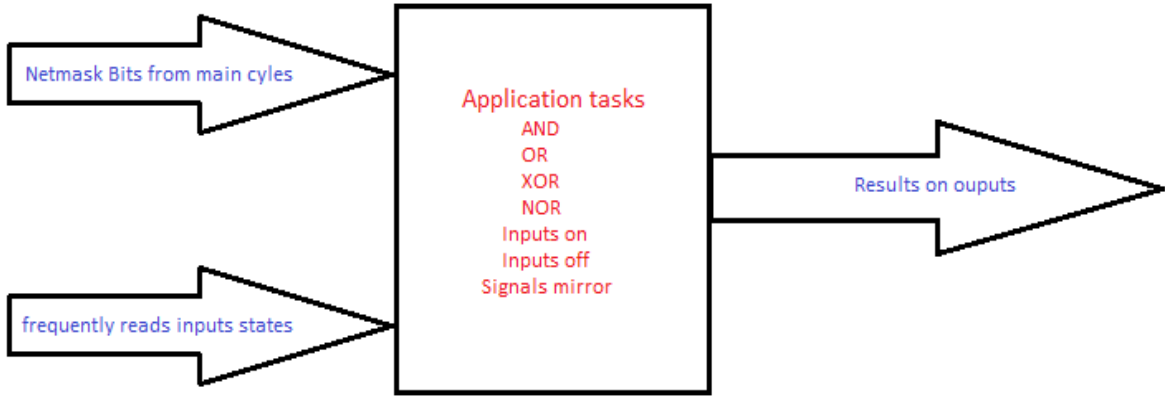 Netmask Bits from main cyles
Application tasks
AND
OR
XOR
NOR
Inputs on
Inputs off
Signals mirror
frequently reads inputs states
Results on ouputs